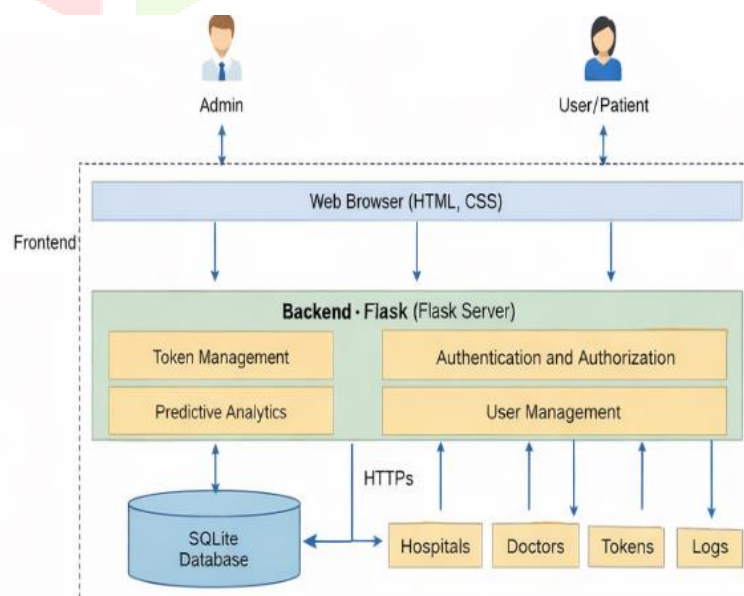 Admin
User/Patient
Web Browser (HTML, CSS)
Frontend
Backend · Flask (Flask Server)
Token Management
Authentication and Authorization
Predictive Analytics
User Management
HTTPs
SQLite
Database
Hospitals
Doctors
Tokens
Logs